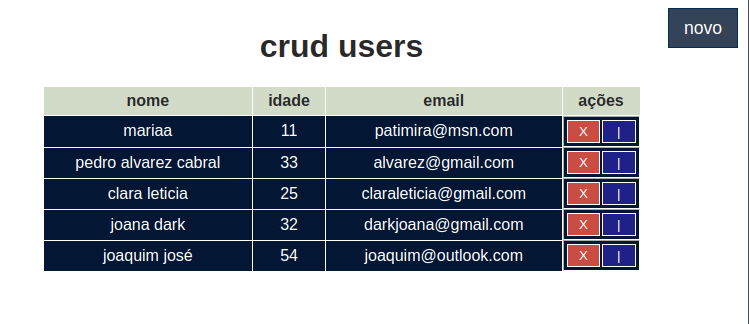 novo
crud users
nome idade email ações
mariaa 11 patimira@msn.com X |
pedro alvarez cabral 33 alvarez@gmail.com X |
clara leticia 25 claraleticia@gmail.com X |
joana dark 32 darkjoana@gmail.com X |
joaquim josé 54 joaquim@outlook.com X |